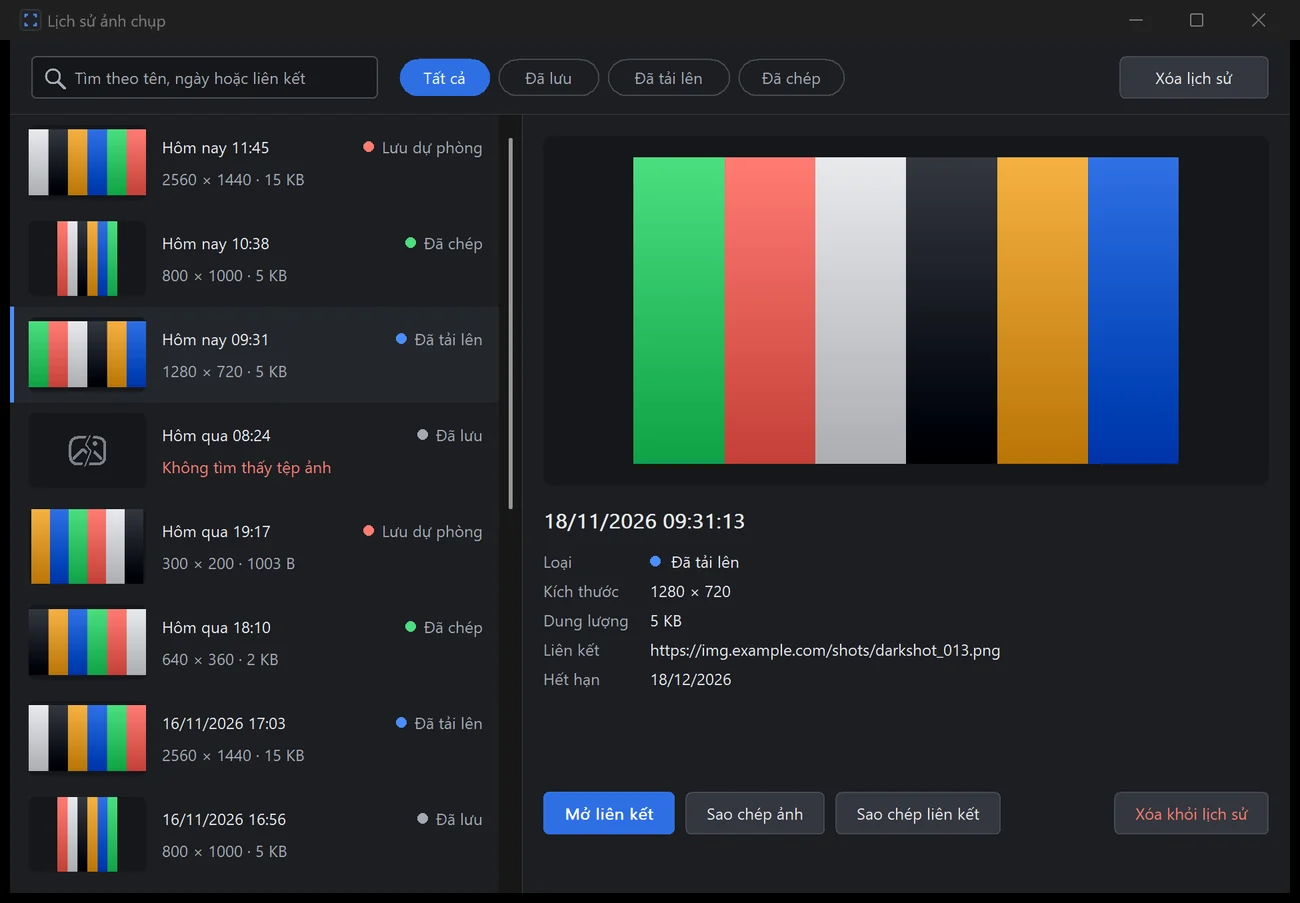 Lịch sử ảnh chụp
Tìm theo tên, ngày hoặc liên kết
Tất cả
Đã lưu
Đã tải lên
Đã chép
Xóa lịch sử
Hôm nay 11:45
Lưu dự phòng
2560 × 1440 · 15 KB
Hôm nay 10:38
Đã chép
800 × 1000 · 5 KB
Hôm nay 09:31
Đã tải lên
1280 × 720 · 5 KB
Hôm qua 08:24
Đã lưu
Không tìm thấy tệp ảnh
Hôm qua 19:17
Lưu dự phòng
300 × 200 · 1003 B
Hôm qua 18:10
Đã chép
640 × 360 · 2 KB
16/11/2026 17:03
Đã tải lên
2560 × 1440 · 15 KB
16/11/2026 16:56
Đã lưu
800 × 1000 · 5 KB
18/11/2026 09:31:13
Loại Đã tải lên
Kích thước 1280 × 720
Dung lượng 5 KB
Liên kết https://img.example.com/shots/darkshot_013.png
Hết hạn 18/12/2026
Mở liên kết
Sao chép ảnh
Sao chép liên kết
Xóa khỏi lịch sử